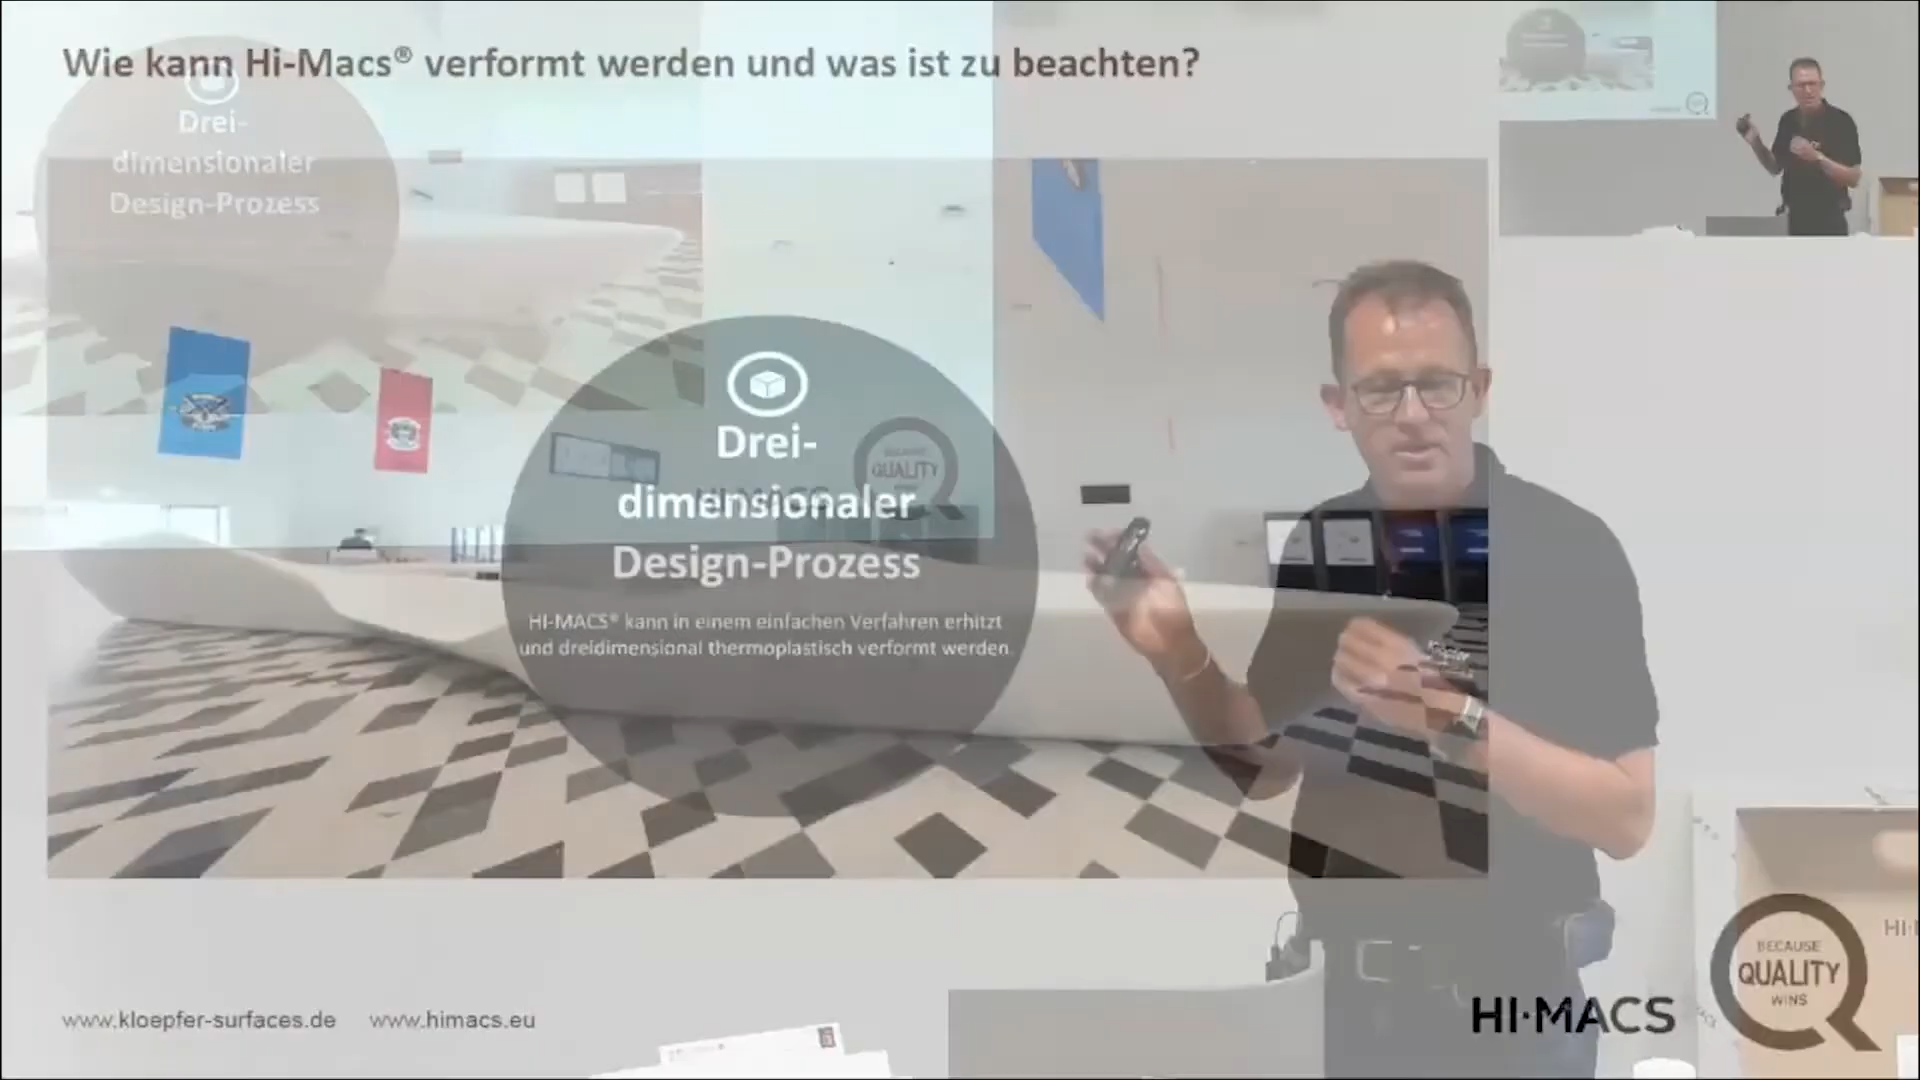 Wie kann Hi-Macs® verformt werden und was ist zu beachten?
Drei-
dimensionaler
Design-Prozess
Drei-
dimensionaler
Design-Prozess
HI-MACS® kann in einem einfachen Verfahren erhitzt
und dreidimensional thermoplastisch verformt werden
QUALITY
Klöpfer
www.kloepfer-surfaces.de www.himacs.eu
HI-MACS
BECAUSE
QUALITY
WINS